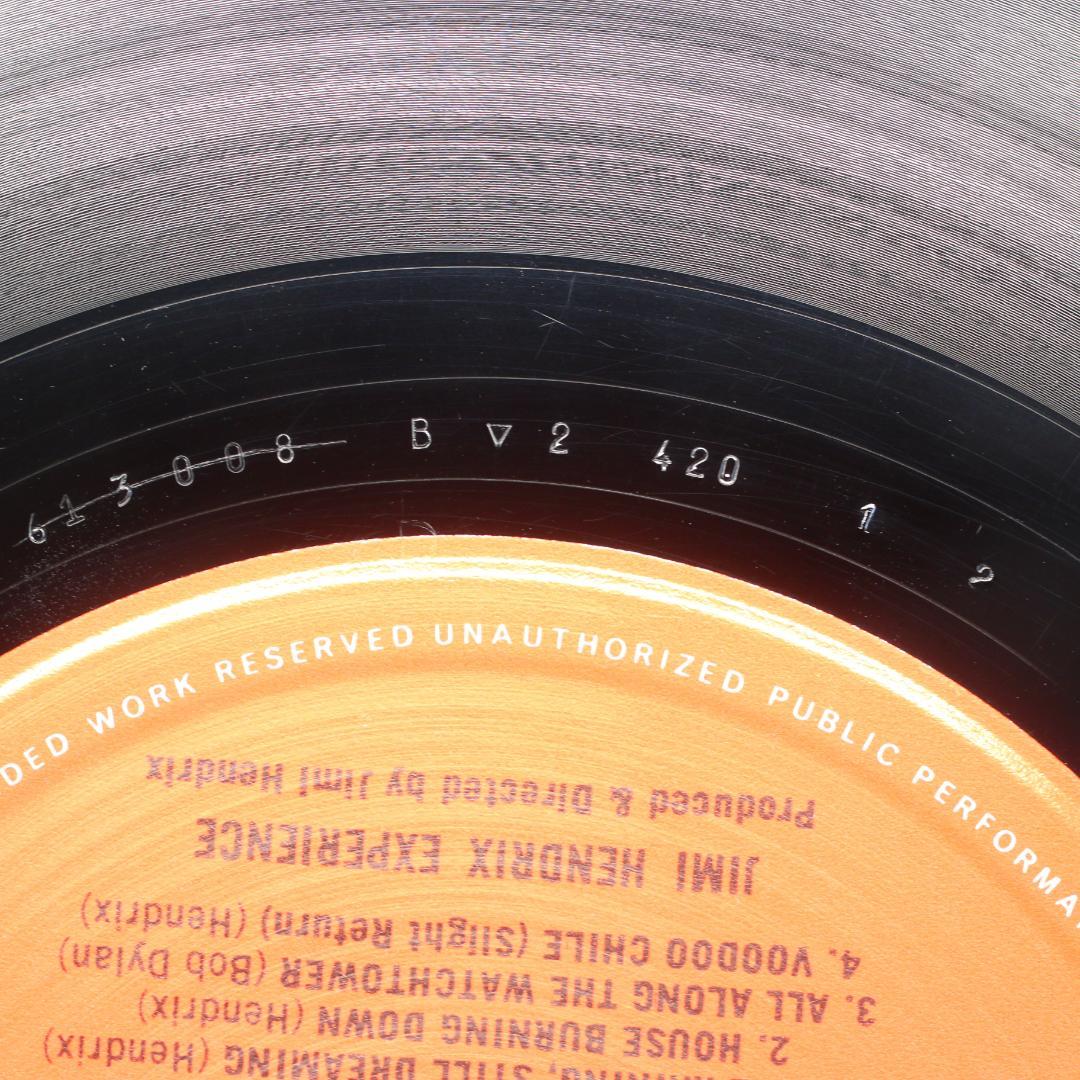 613008 B ▽ 2 420 1 2
DED WORK RESERVED UNAUTHORIZED PUBLIC PERFORMA
STILL DREAMING (Hendrix)
2. HOUSE BURNING DOWN (Hendrix)
3. ALL ALONG THE WATCHTOWER (Bob Dylan)
4. VOODOO CHILE (Slight Return) (Hendrix)
JIMI HENDRIX EXPERIENCE
Produced & Directed by Jimi Hendrix